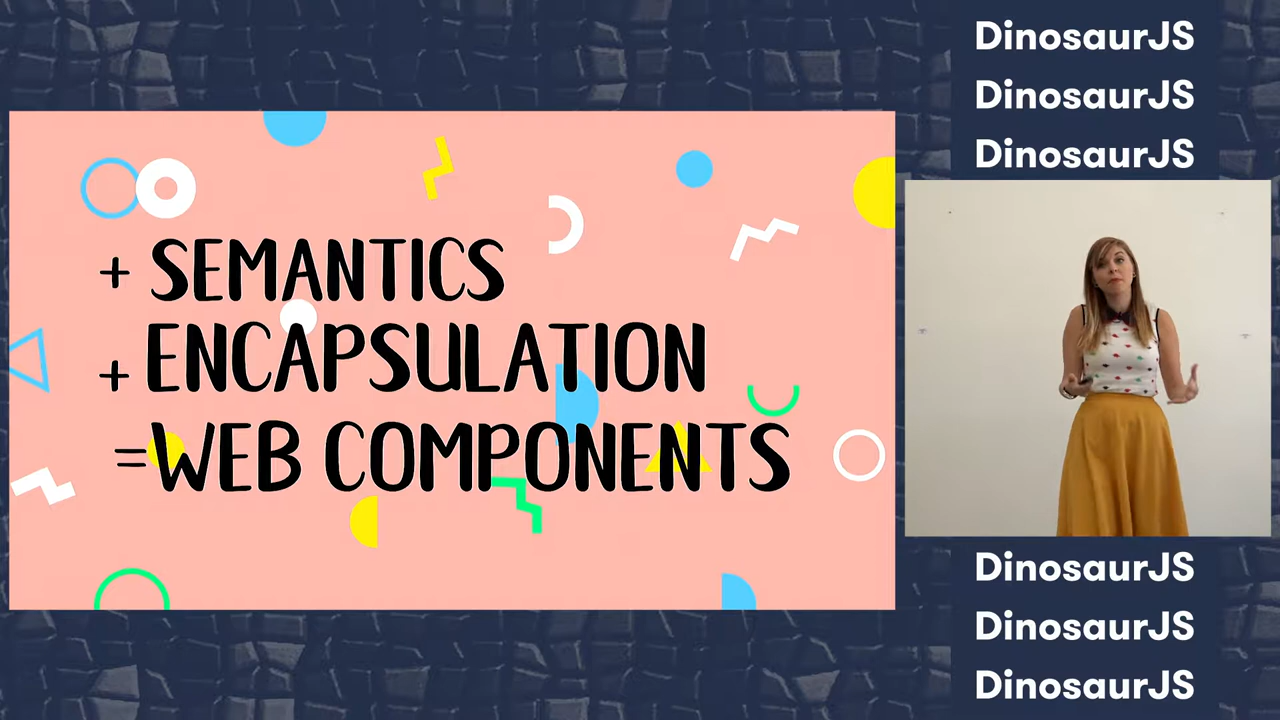 + SEMANTICS
+ ENCAPSULATION
= WEB COMPONENTS
DinosaurJS
DinosaurJS
DinosaurJS
DinosaurJS
DinosaurJS
DinosaurJS